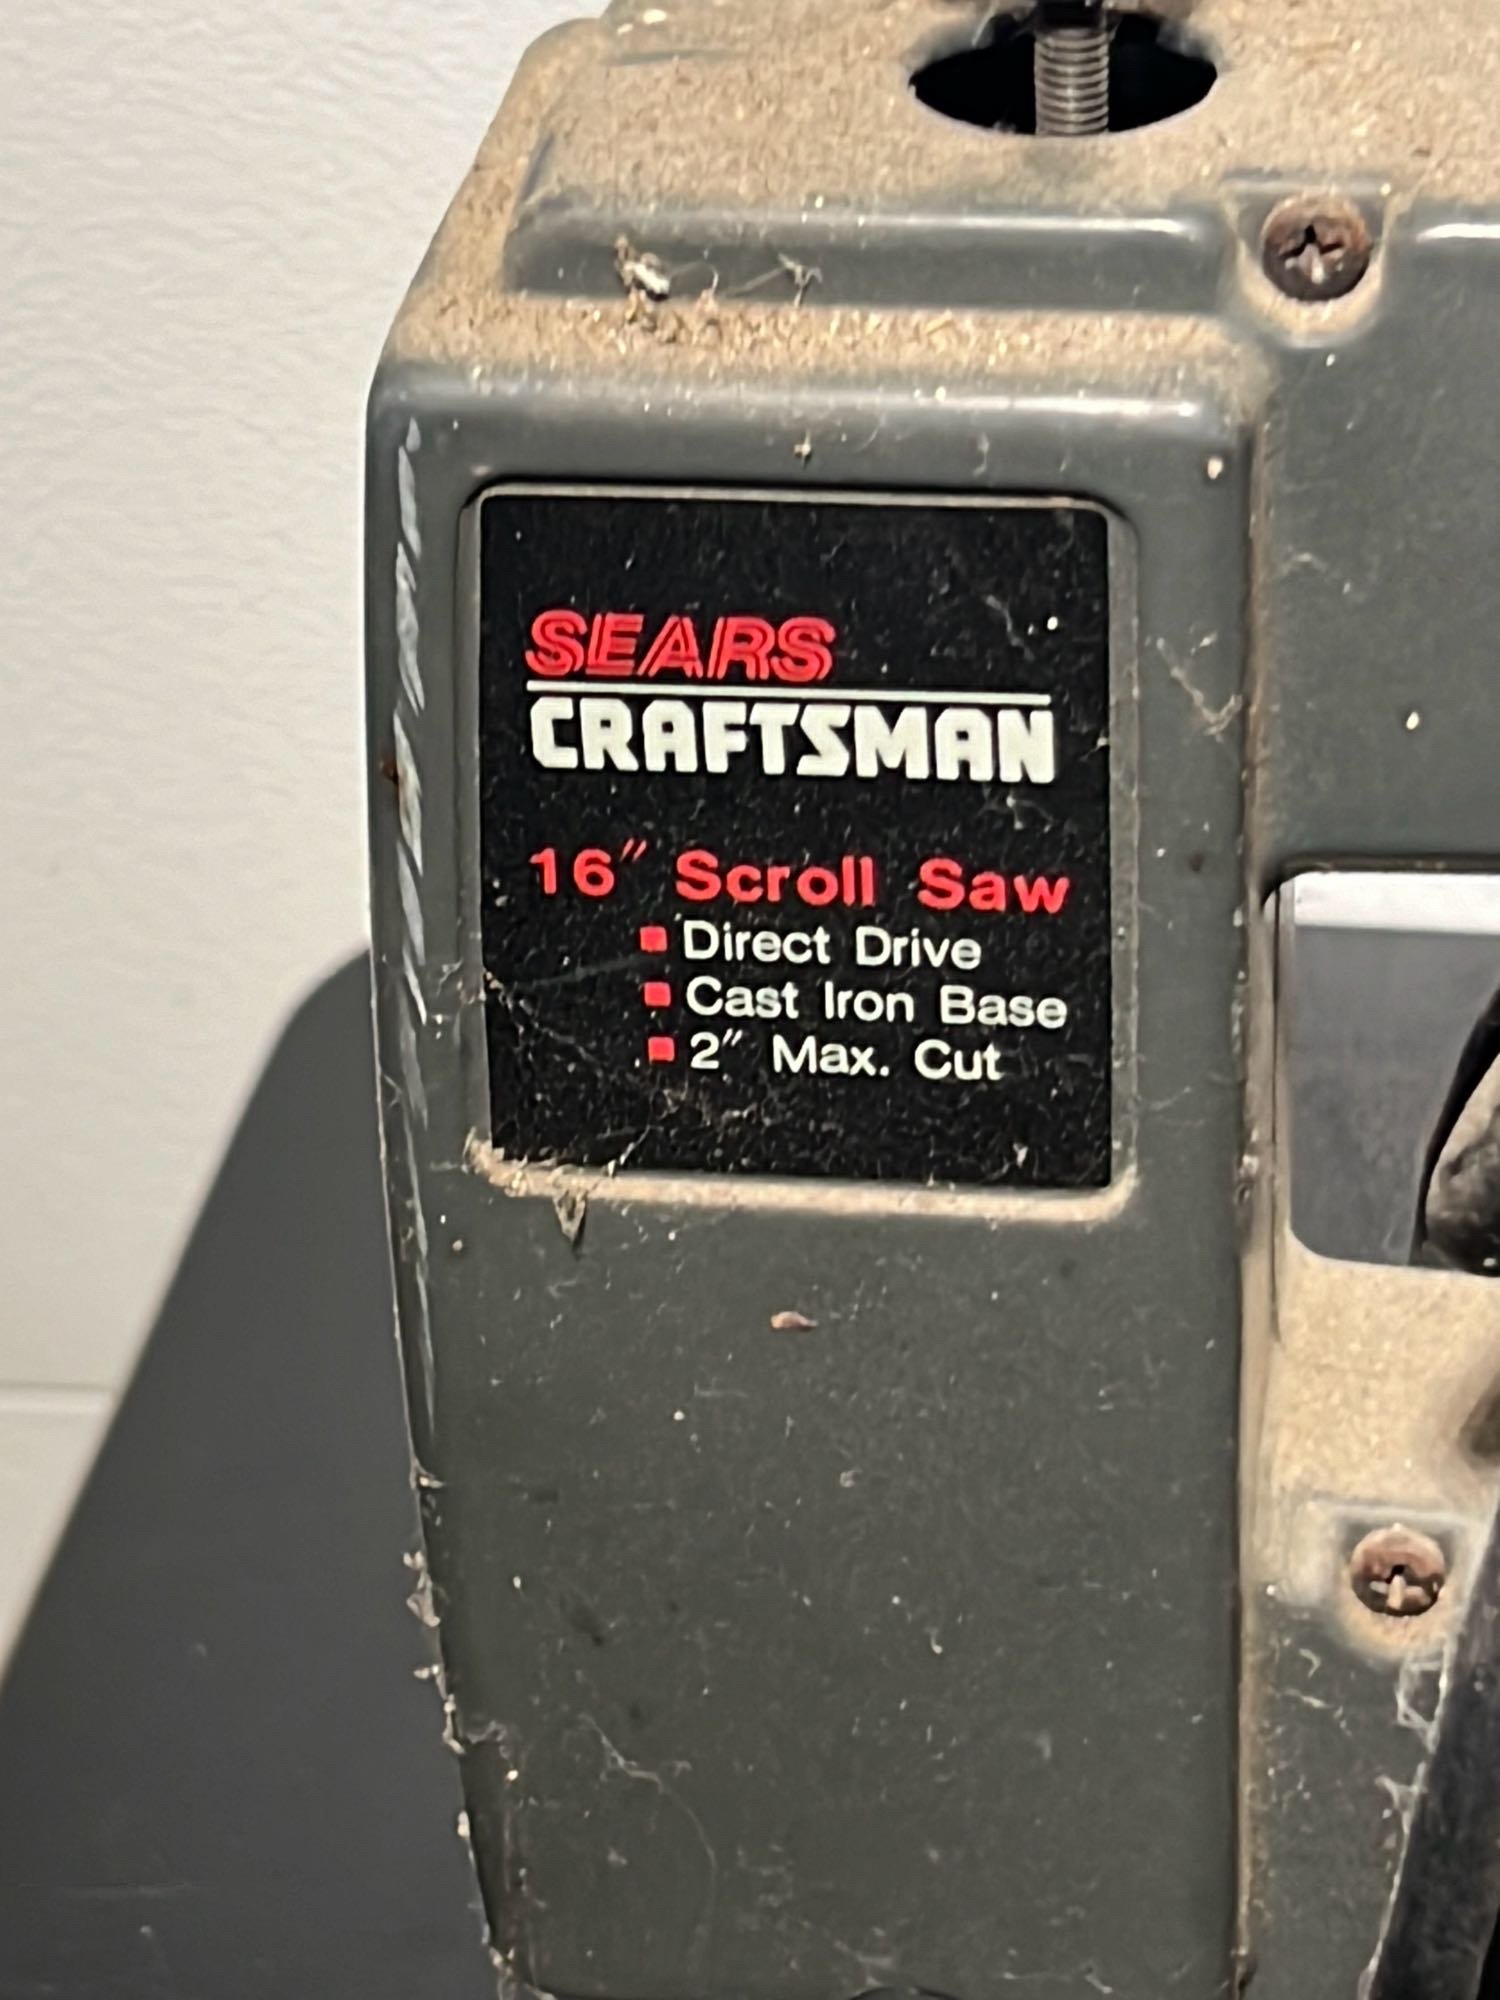 SEARS
CRAFTSMAN
16" Scroll Saw
Direct Drive
Cast Iron Base
2" Max. Cut